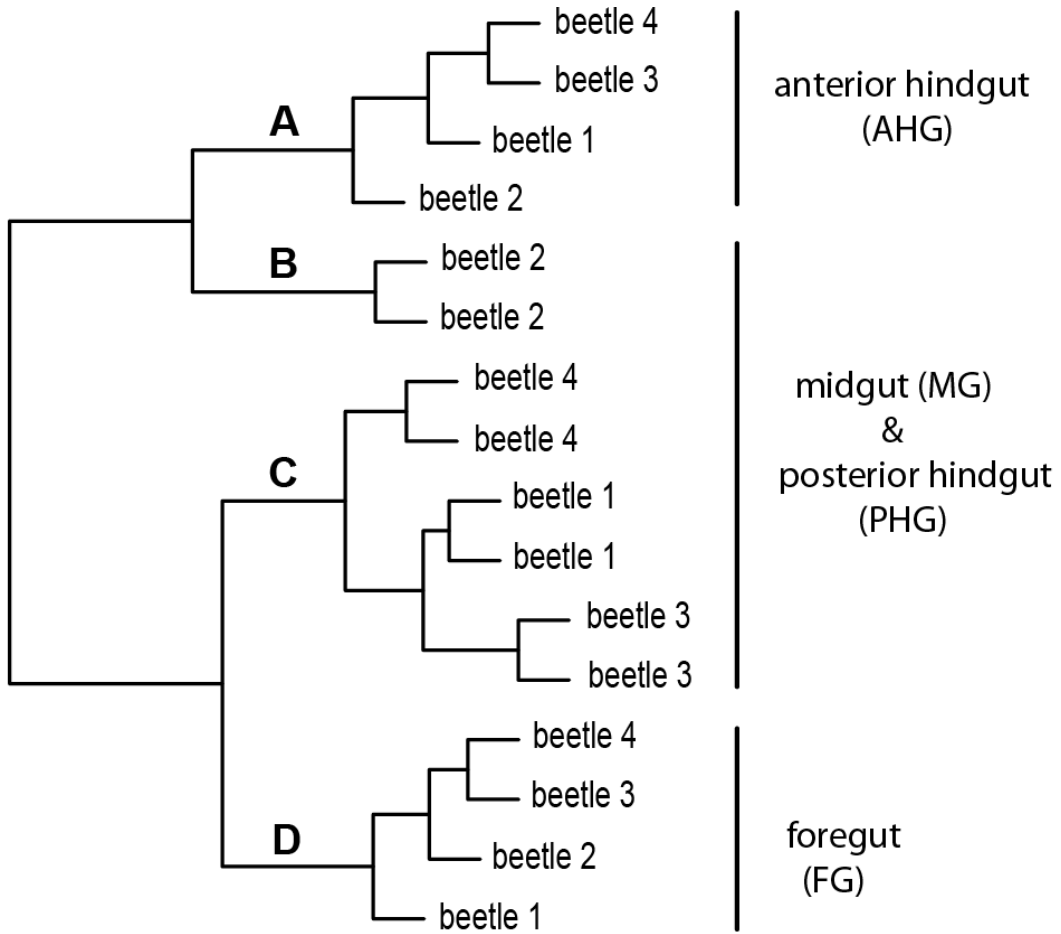 beetle 4
beetle 3
beetle 1
beetle 2
A
anterior hindgut
(AHG)
beetle 2
beetle 2
B
beetle 4
beetle 4
beetle 1
beetle 1
beetle 3
beetle 3
C
midgut (MG)
&
posterior hindgut
(PHG)
beetle 4
beetle 3
beetle 2
beetle 1
D
foregut
(FG)